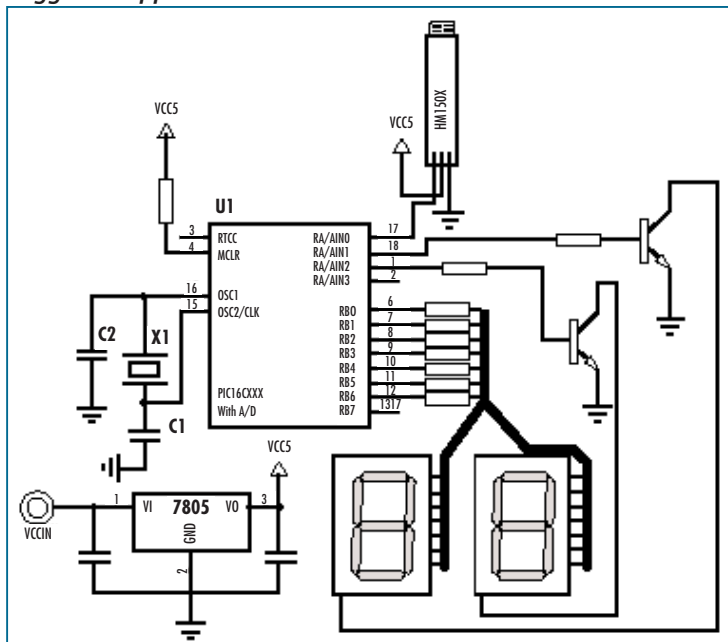 HM150X
VCC5
VCC5
U1
3 RTCC
4 MCLR
16 OSC1
15 OSC2/CLK
RA/AIN0 17
RA/AIN1 18
RA/AIN2 1
RA/AIN3 2
RB0 6
RB1 7
RB2 8
RB3 9
RB4 10
RB5 11
RB6 12
RB7 1317
PIC16CXXX
With A/D
C2
X1
C1
VCC5
1 VI 7805 VO 3
GND
2
VCCIN